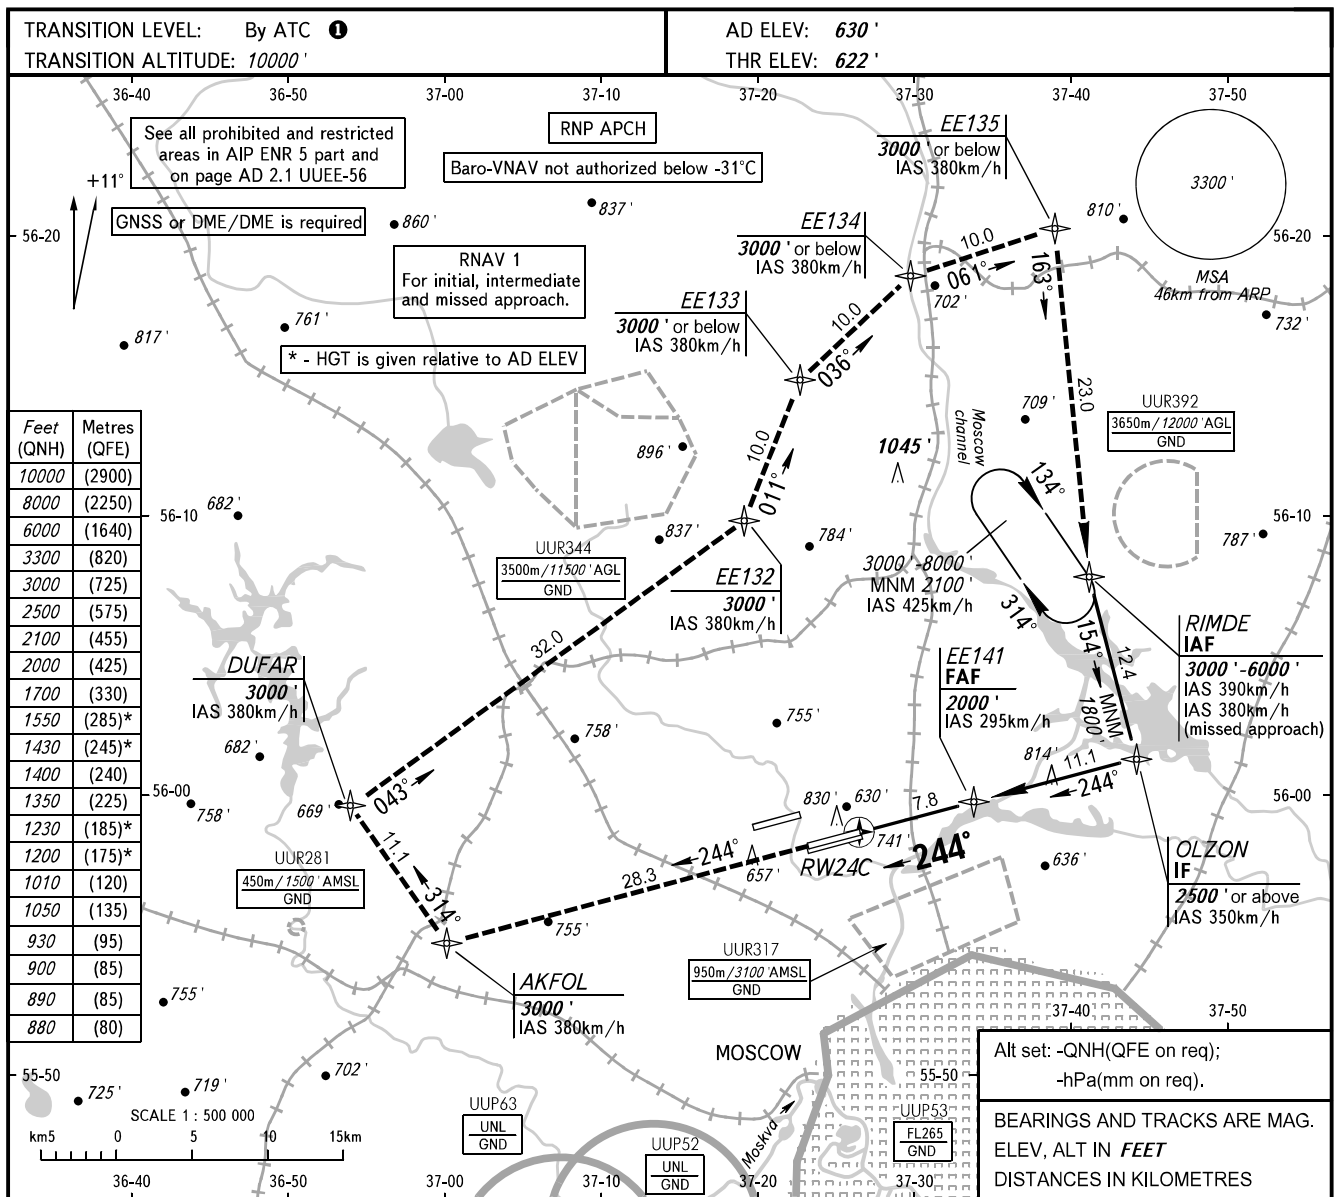 TRANSITION LEVEL: By ATC ❶
TRANSITION ALTITUDE: 10000 '
AD ELEV: 630 '
THR ELEV: 622 '
36-40 36-50 37-00 37-10 37-20 37-30 37-40 37-50
See all prohibited and restricted
areas in AIP ENR 5 part and
on page AD 2.1 UUEE-56
RNP APCH
Baro-VNAV not authorized below -31°C
+11°
GNSS or DME/DME is required
RNAV 1
For initial, intermediate
and missed approach.
* - HGT is given relative to AD ELEV
EE135
3000 ' or below
IAS 380km/h
EE134
3000 ' or below
IAS 380km/h
EE133
3000 ' or below
IAS 380km/h
3300 '
MSA
46km from ARP
56-20
56-20
860 '
837 '
810 '
732 '
761 '
817 '
702 '
10.0
061°
163°
10.0
036°
23.0
10.0
011°
709 '
896 '
1045 '
Moscow
channel
UUR392
3650m/12000 'AGL
GND
134°
314°
3000 '-8000 '
MNM 2100 '
IAS 425km/h
Feet Metres
(QNH) (QFE)
10000 (2900)
8000 (2250)
6000 (1640)
3300 (820)
3000 (725)
2500 (575)
2100 (455)
2000 (425)
1700 (330)
1550 (285)*
1430 (245)*
1400 (240)
1350 (225)
1230 (185)*
1200 (175)*
1010 (120)
1050 (135)
930 (95)
900 (85)
890 (85)
880 (80)
682 '
56-10
56-10
837 '
784 '
787 '
UUR344
3500m/11500 'AGL
GND
EE132
3000 '
IAS 380km/h
32.0
043°
DUFAR
3000 '
IAS 380km/h
RIMDE
IAF
3000 '-6000 '
IAS 390km/h
IAS 380km/h
(missed approach)
154°
12.4
MNM
1800 '
EE141
FAF
2000 '
IAS 295km/h
682 '
758 '
755 '
814 '
11.1
244°
56-00
56-00
758 '
669 '
830 '
630 '
7.8
741 '
244°
RW24C
244°
657 '
28.3
636 '
OLZON
IF
2500 ' or above
IAS 350km/h
11.1
314°
UUR281
450m/1500 'AMSL
GND
755 '
UUR317
950m/3100 'AMSL
GND
AKFOL
3000 '
IAS 380km/h
755 '
MOSCOW
37-40 37-50
55-50
55-50
702 '
719 '
725 '
SCALE 1 : 500 000
km5 0 5 10 15km
UUP63
UNL
GND
UUP52
UNL
GND
Moskva
UUP53
FL265
GND
Alt set: -QNH(QFE on req);
-hPa(mm on req).
BEARINGS AND TRACKS ARE MAG.
ELEV, ALT IN FEET
DISTANCES IN KILOMETRES
36-40 36-50 37-00 37-10 37-20 37-30